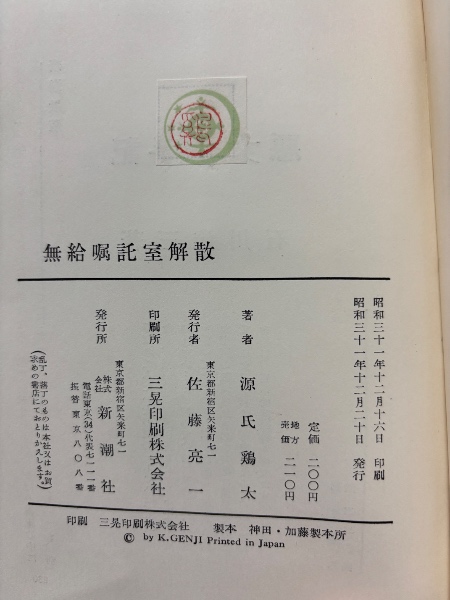 無給嘱託室解散
昭和三十一年十二月十六日 印刷
昭和三十一年十二月二十日 発行
定価 二〇〇円
地方売価 二一〇円
著者 源氏鶏太
東京都新宿区矢来町七一
発行者 佐藤亮一
印刷所 三晃印刷株式会社
東京都新宿区矢来町七一
発行所 株式会社 新潮社
電話東京(34)代表七一一一番
振替東京八〇八番
(乱丁、落丁のものは本社又はお買
求めの書店にておとりかえします。)
印刷 三晃印刷株式会社 製本 神田・加藤製本所
© by K. GENJI Printed in Japan